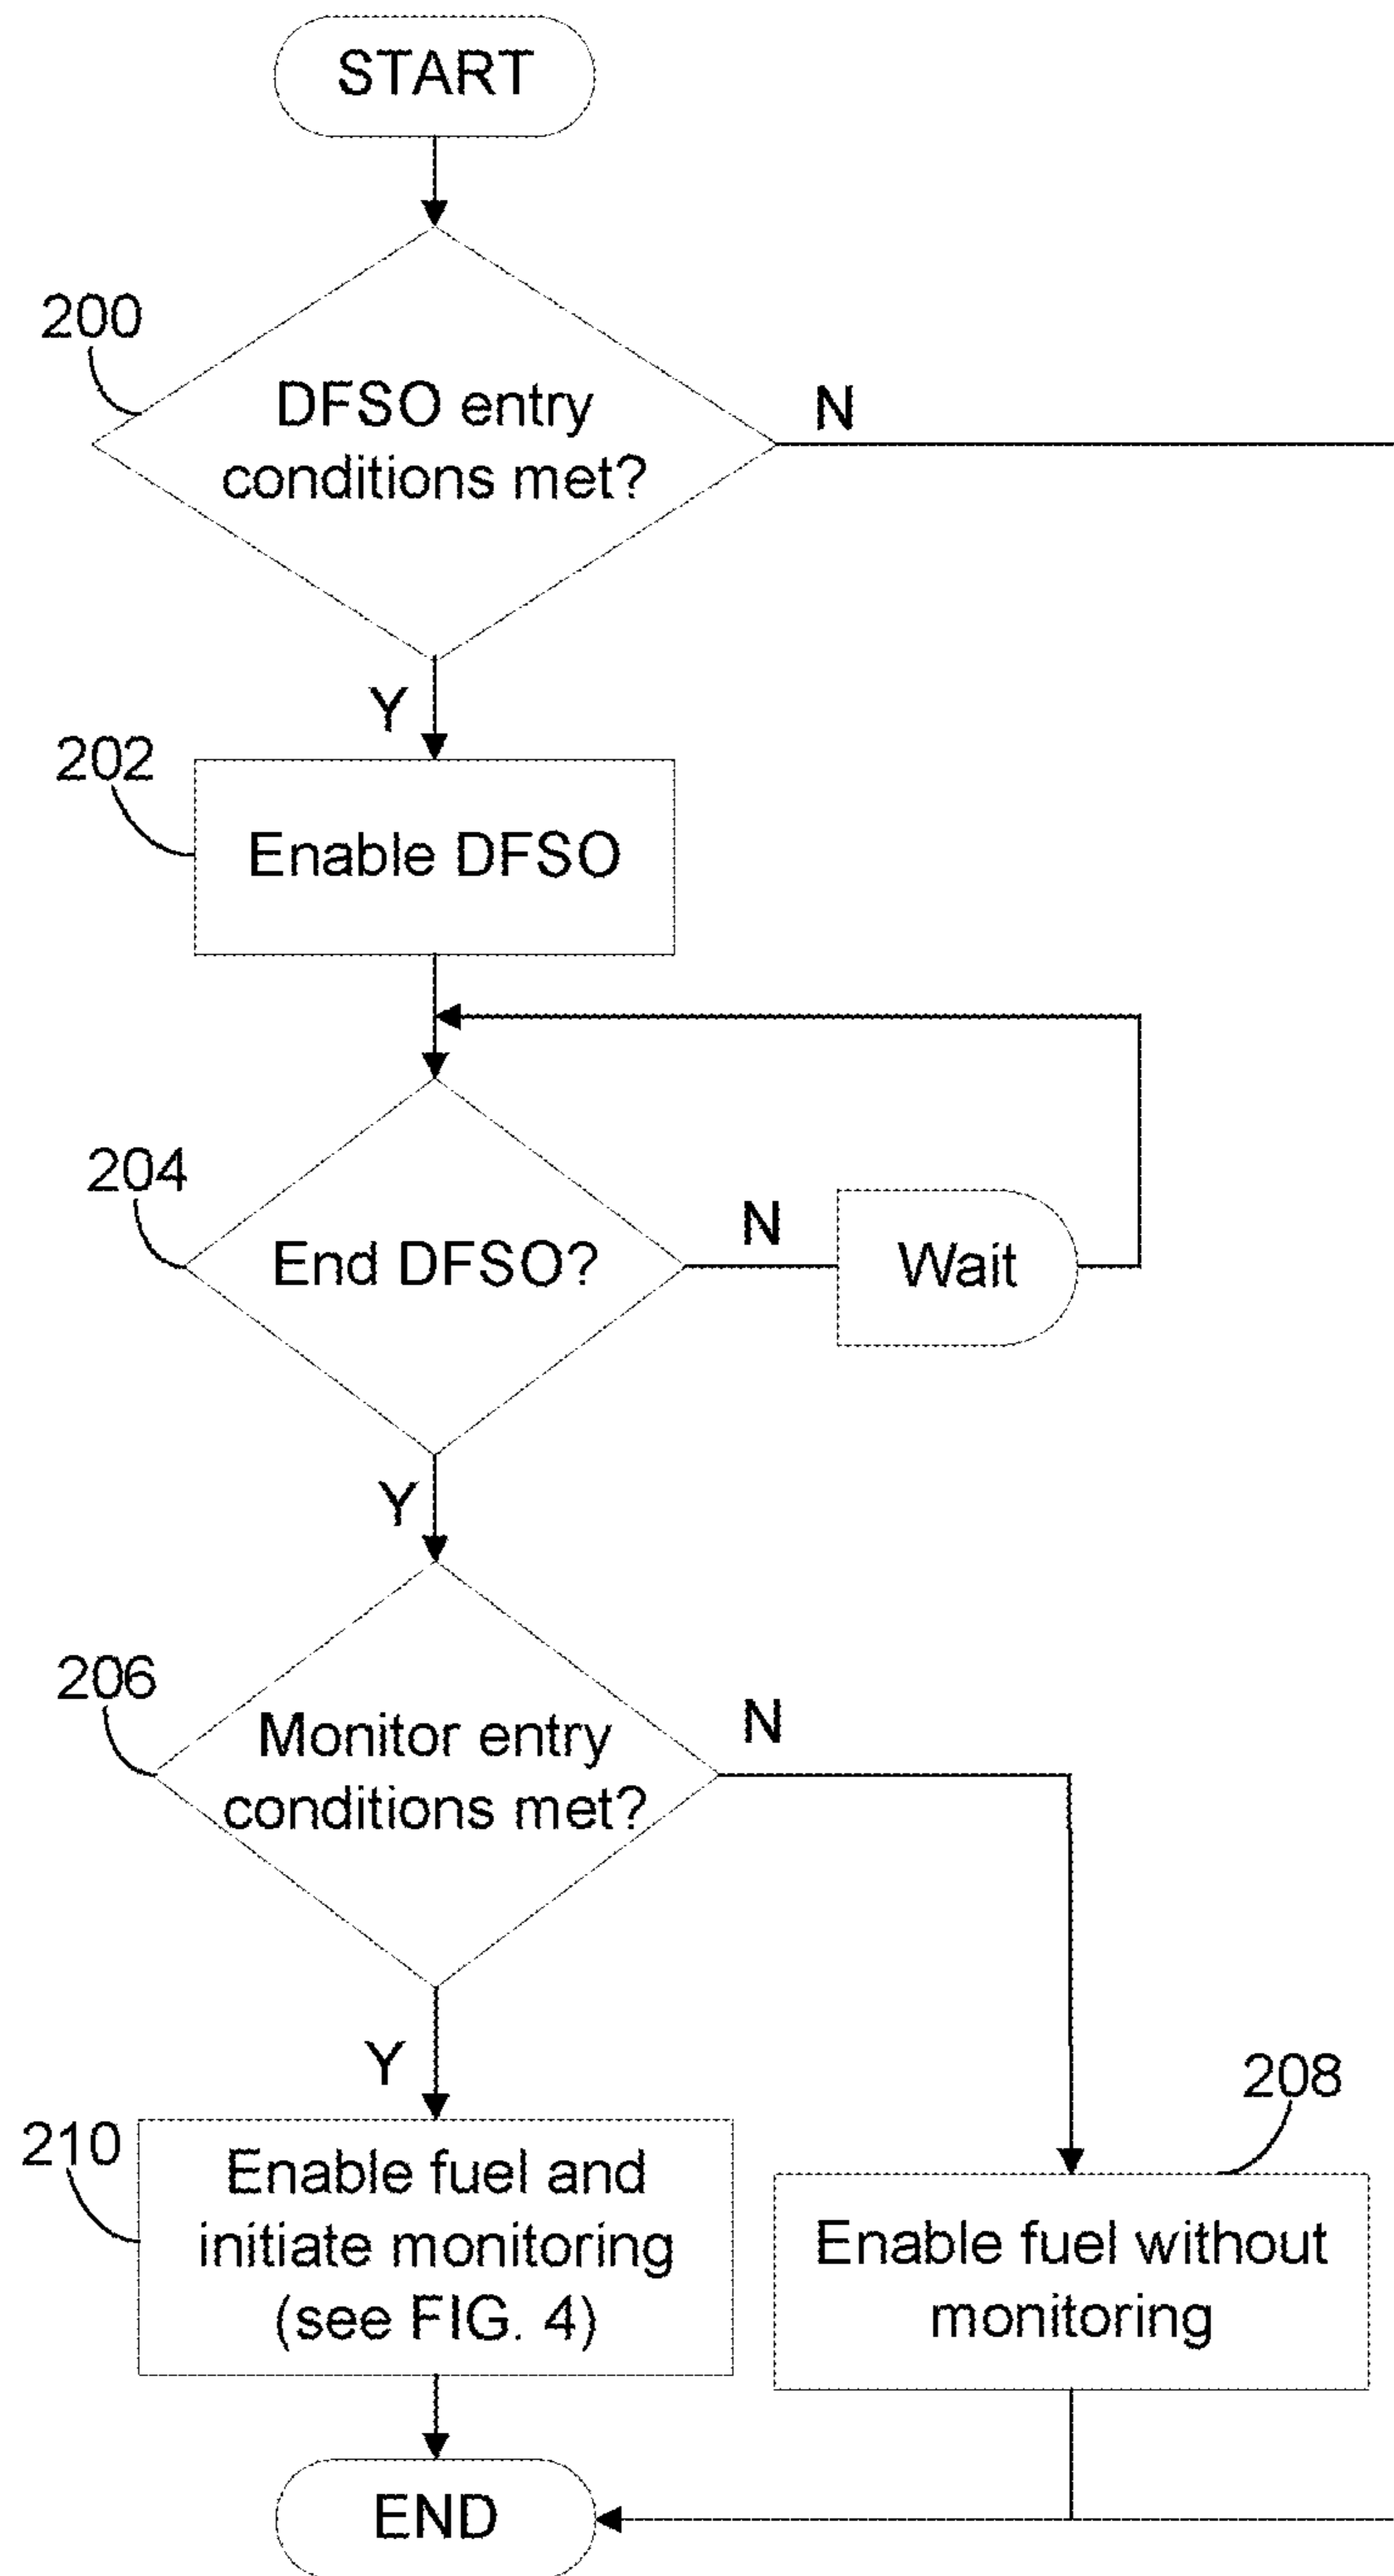 START
200
DFSO entry
conditions met?
N
Y
202
Enable DFSO
204
End DFSO?
N
Wait
Y
206
Monitor entry
conditions met?
N
Y
210
Enable fuel and
initiate monitoring
(see FIG. 4)
208
Enable fuel without
monitoring
END